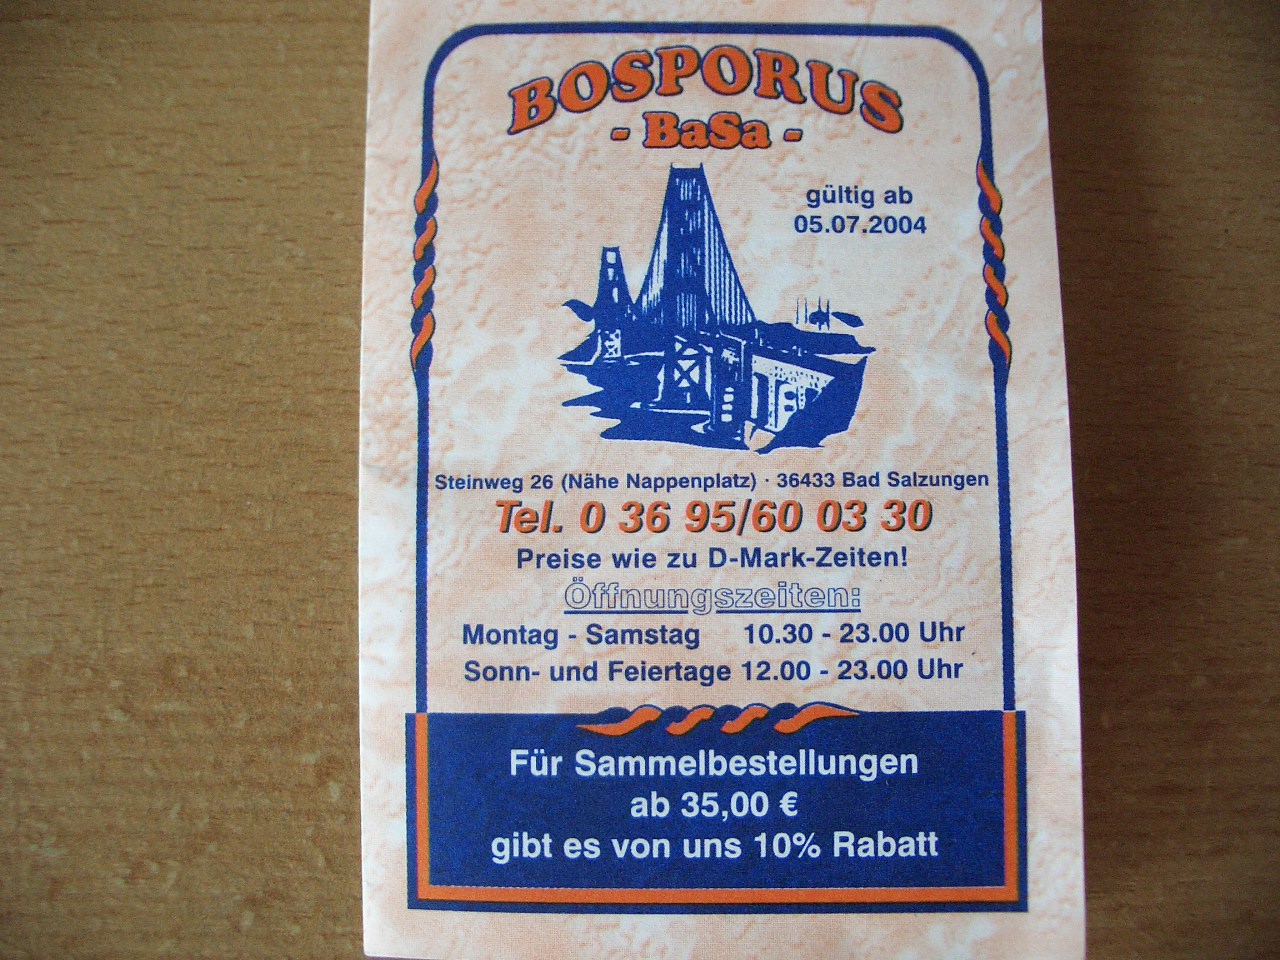 BOSPORUS
- BaSa -
gültig ab
05.07.2004
Steinweg 26 (Nähe Nappenplatz) · 36433 Bad Salzungen
Tel. 0 36 95/60 03 30
Preise wie zu D-Mark-Zeiten!
Öffnungszeiten:
Montag - Samstag 10.30 - 23.00 Uhr
Sonn- und Feiertage 12.00 - 23.00 Uhr
Für Sammelbestellungen
ab 35,00 €
gibt es von uns 10% Rabatt